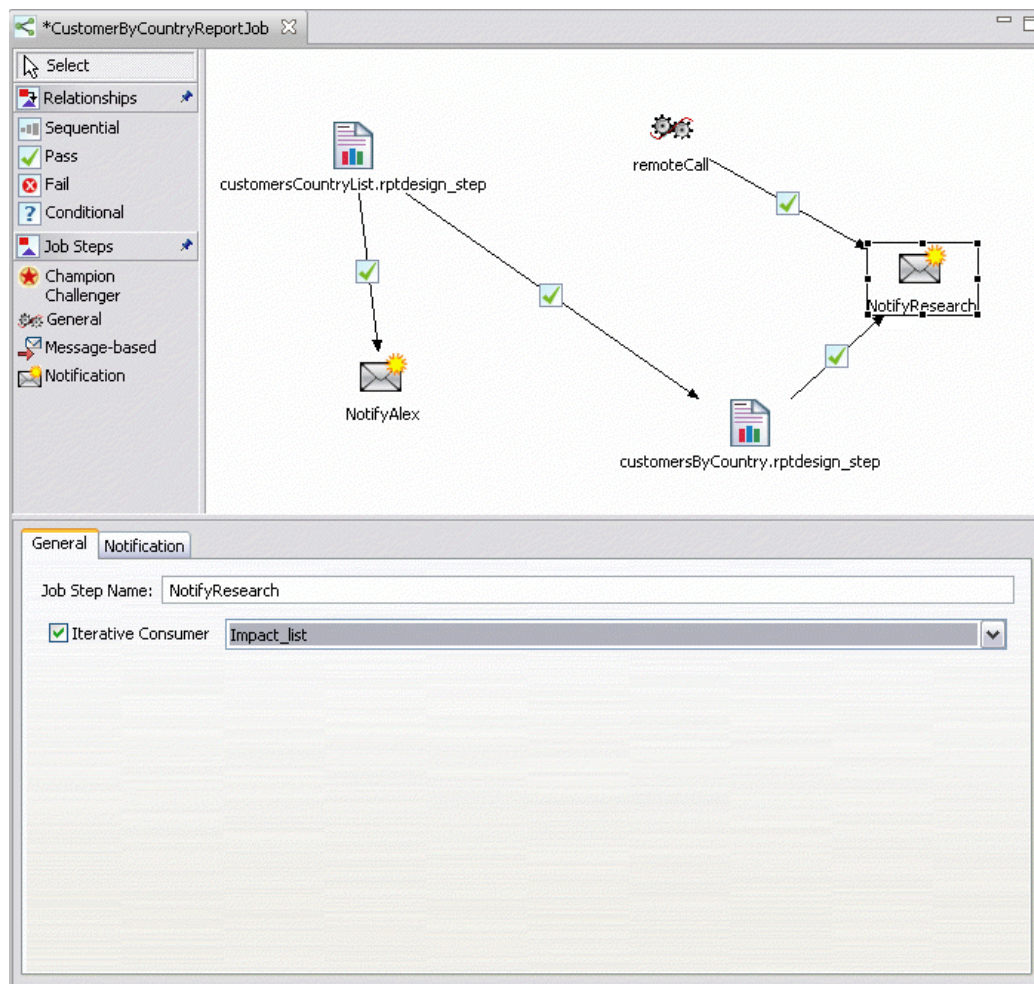 *CustomerByCountryReportJob
Select
Relationships
Sequential
Pass
Fail
Conditional
Job Steps
Champion
Challenger
General
Message-based
Notification
customersCountryList.rptdesign_step
remoteCall
NotifyResearch
NotifyAlex
customersByCountry.rptdesign_step
General Notification
Job Step Name: NotifyResearch
Iterative Consumer Impact_list